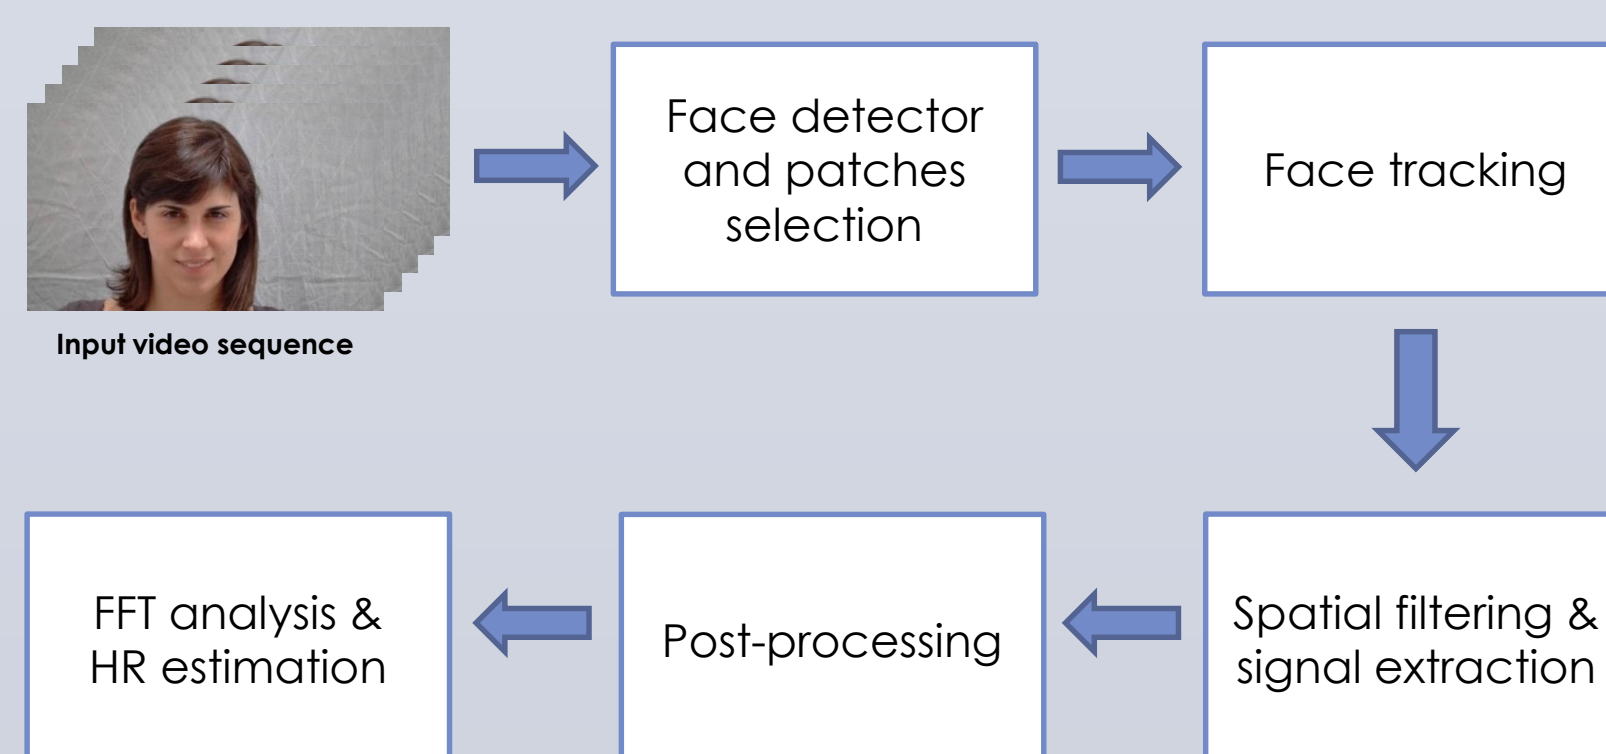 Face detector
and patches
selection
Face tracking
Input video sequence
Spatial filtering &
signal extraction
Post-processing
FFT analysis &
HR estimation